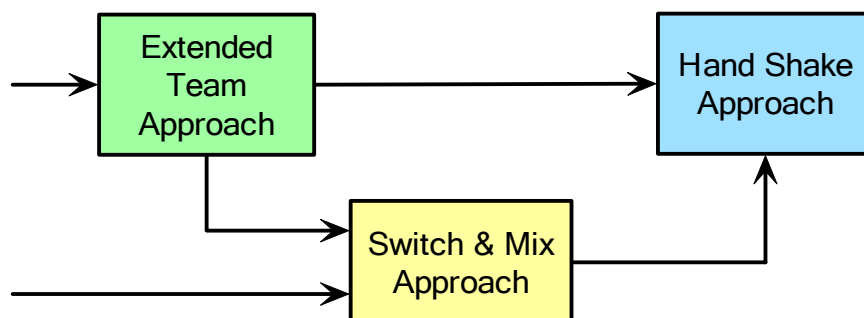 Extended
Team
Approach
Hand Shake
Approach
Switch & Mix
Approach